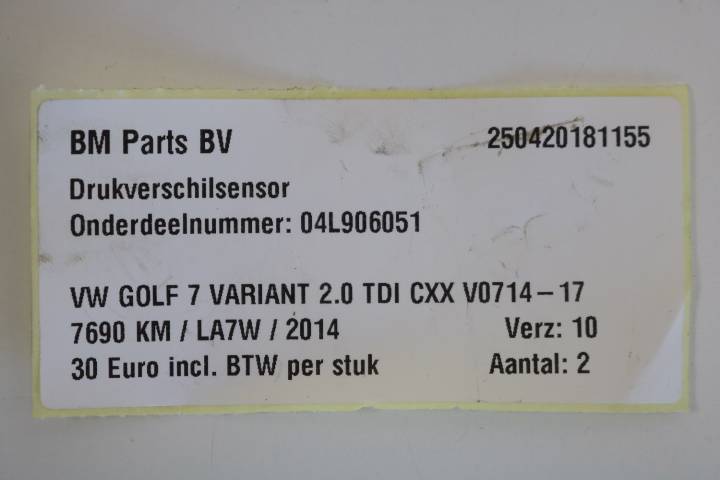 BM Parts BV 250420181155
Drukverschilsensor
Onderdeelnummer: 04L906051
VW GOLF 7 VARIANT 2.0 TDI CXX V0714-17
7690 KM / LA7W / 2014 Verz: 10
30 Euro incl. BTW per stuk Aantal: 2